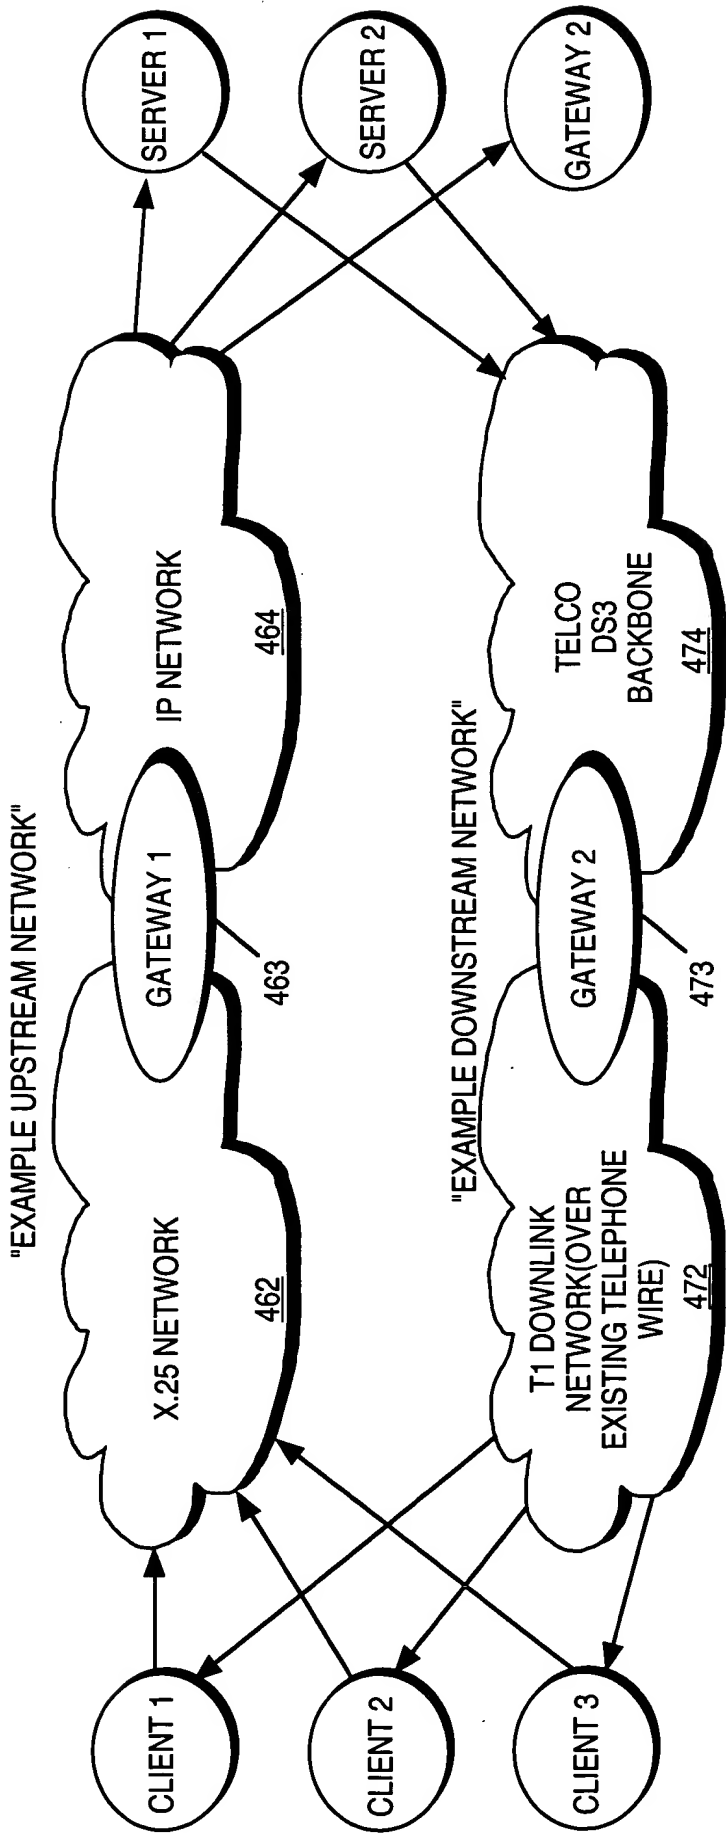 "EXAMPLE UPSTREAM NETWORK"
CLIENT 1
CLIENT 2
CLIENT 3
X.25 NETWORK
462
GATEWAY 1
463
IP NETWORK
464
SERVER 1
SERVER 2
GATEWAY 2
"EXAMPLE DOWNSTREAM NETWORK"
T1 DOWNLINK
NETWORK(OVER
EXISTING TELEPHONE
WIRE)
472
GATEWAY 2
473
TELCO
DS3
BACKBONE
474